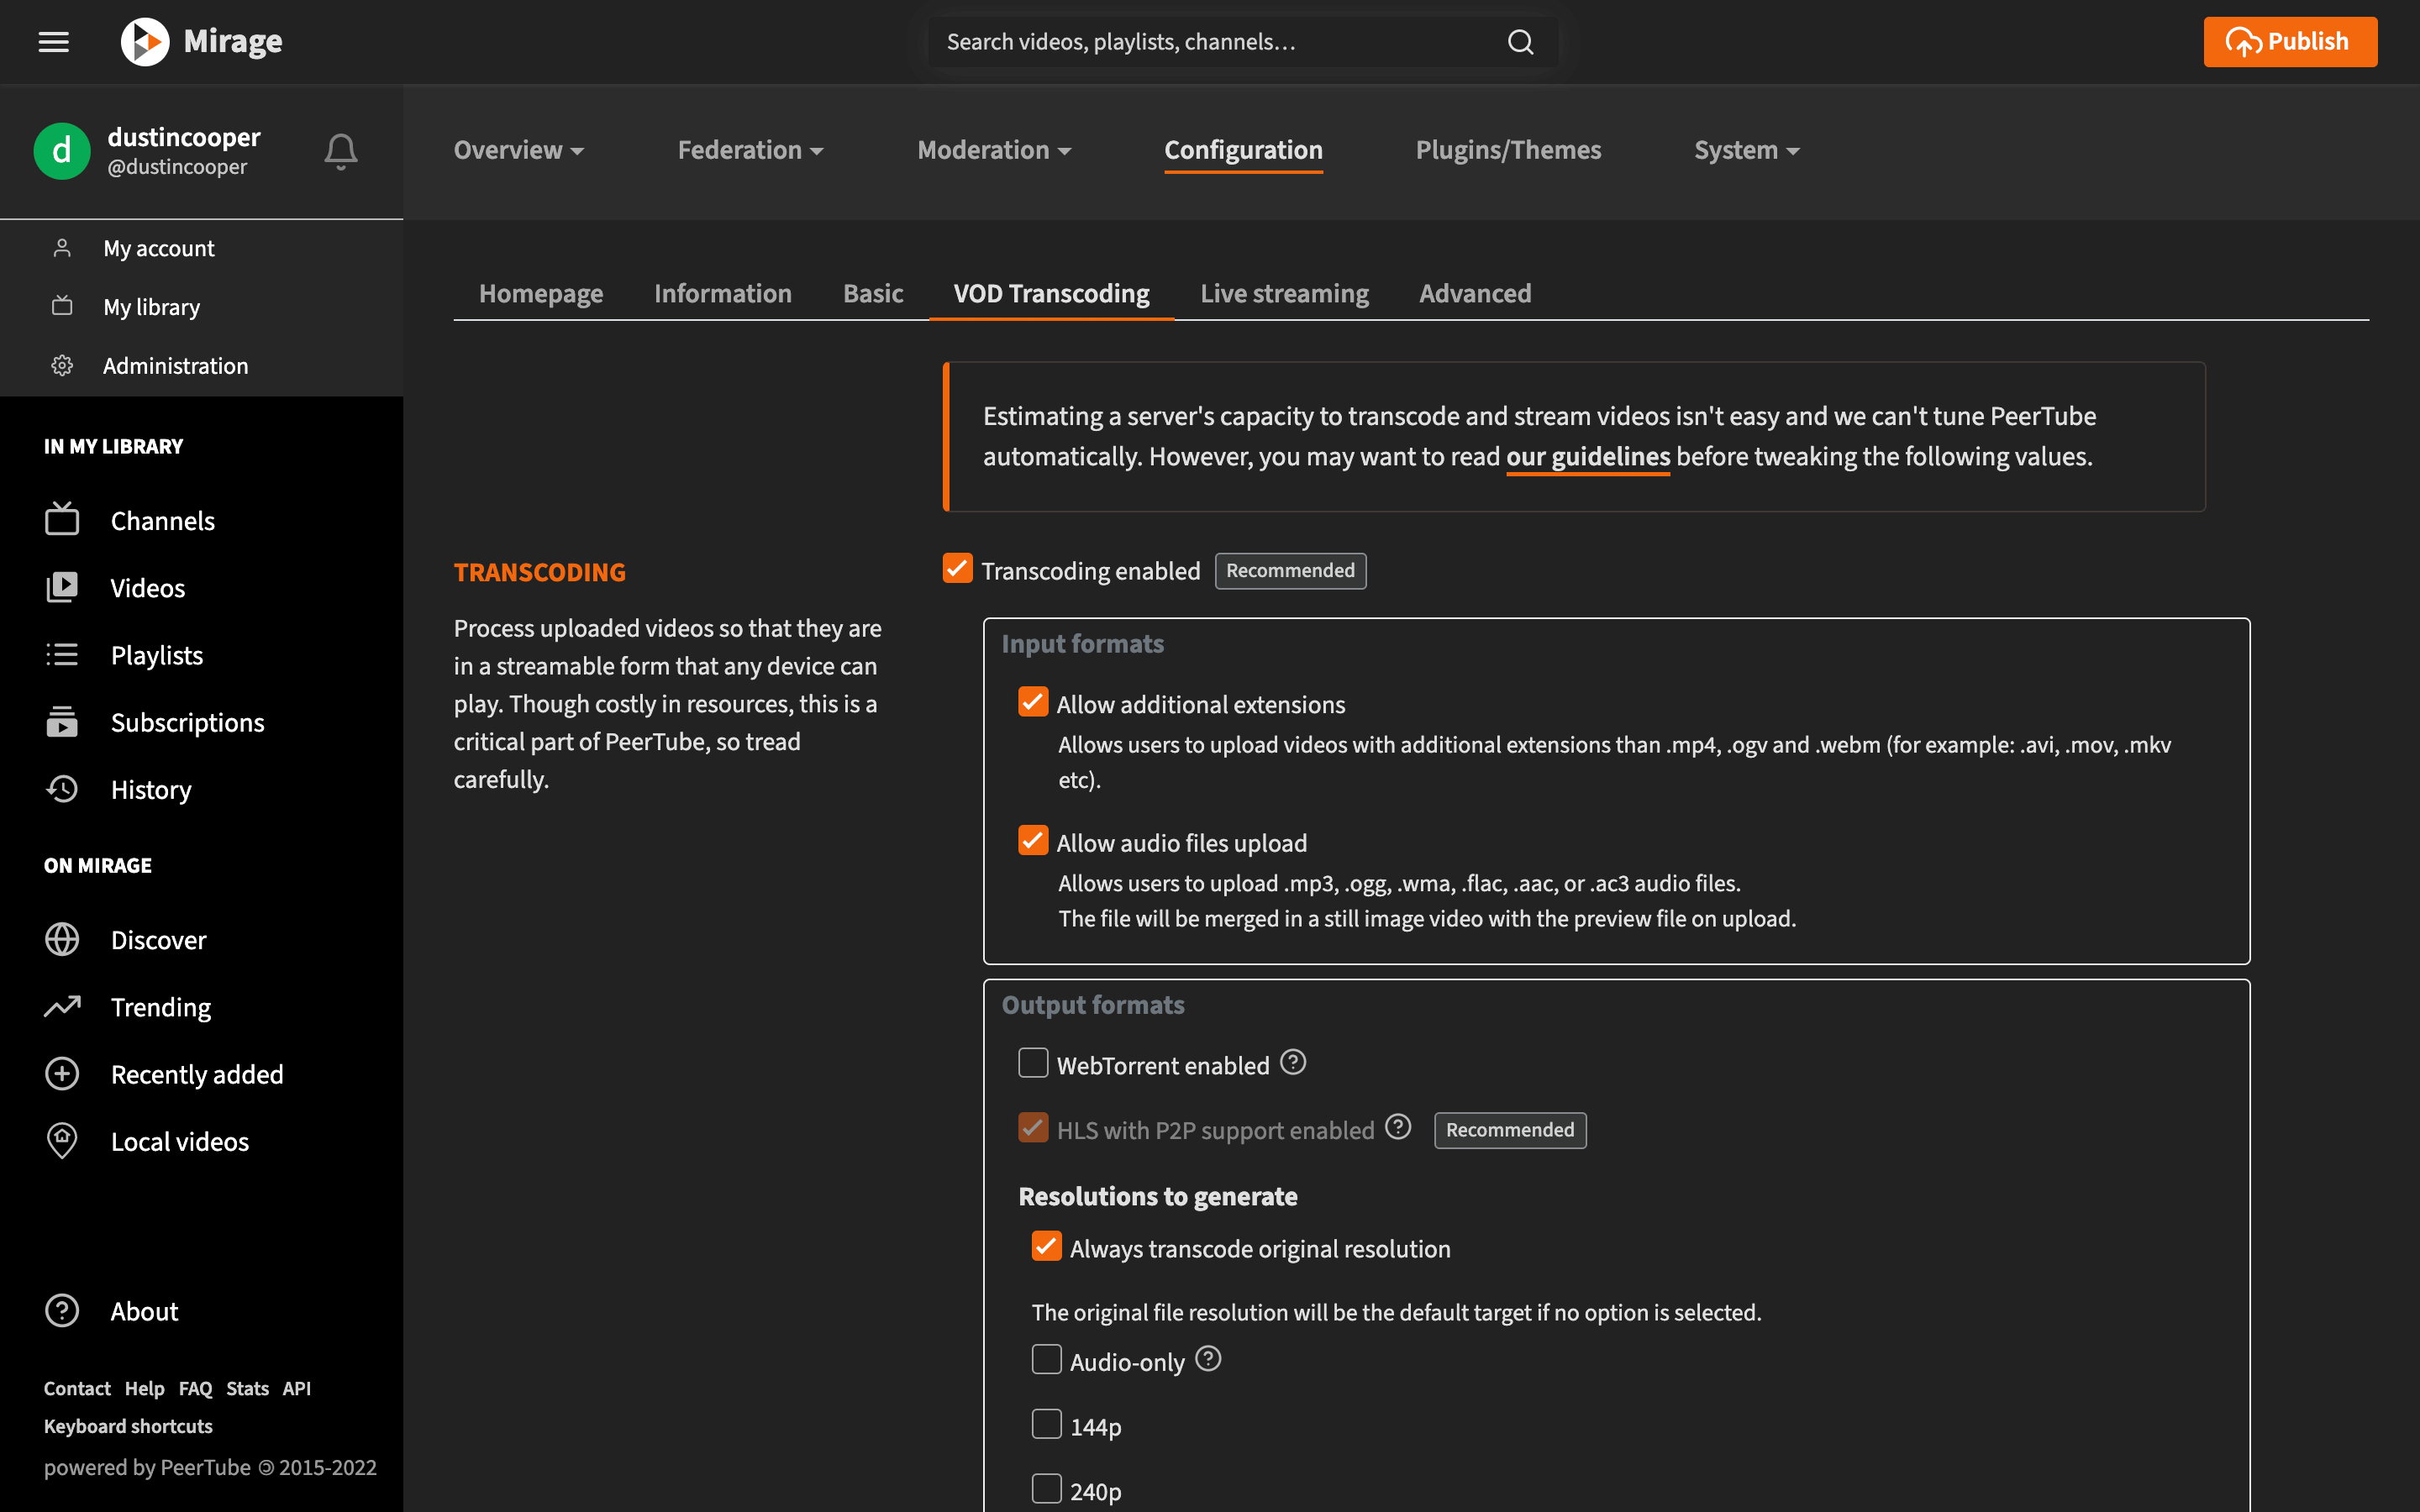 Mirage
Search videos, playlists, channels…
Publish
d
dustincooper
@dustincooper
My account
My library
Administration
IN MY LIBRARY
Channels
Videos
Playlists
Subscriptions
History
ON MIRAGE
Discover
Trending
Recently added
Local videos
About
Contact Help FAQ Stats API
Keyboard shortcuts
powered by PeerTube 🄯 2015-2022
Overview Federation Moderation Configuration Plugins/Themes System
Homepage Information Basic VOD Transcoding Live streaming Advanced
Estimating a server's capacity to transcode and stream videos isn't easy and we can't tune PeerTube
automatically. However, you may want to read our guidelines before tweaking the following values.
TRANSCODING
Process uploaded videos so that they are
in a streamable form that any device can
play. Though costly in resources, this is a
critical part of PeerTube, so tread
carefully.
Transcoding enabled Recommended
Input formats
Allow additional extensions
Allows users to upload videos with additional extensions than .mp4, .ogv and .webm (for example: .avi, .mov, .mkv
etc).
Allow audio files upload
Allows users to upload .mp3, .ogg, .wma, .flac, .aac, or .ac3 audio files.
The file will be merged in a still image video with the preview file on upload.
Output formats
WebTorrent enabled
HLS with P2P support enabled Recommended
Resolutions to generate
Always transcode original resolution
The original file resolution will be the default target if no option is selected.
Audio-only
144p
240p